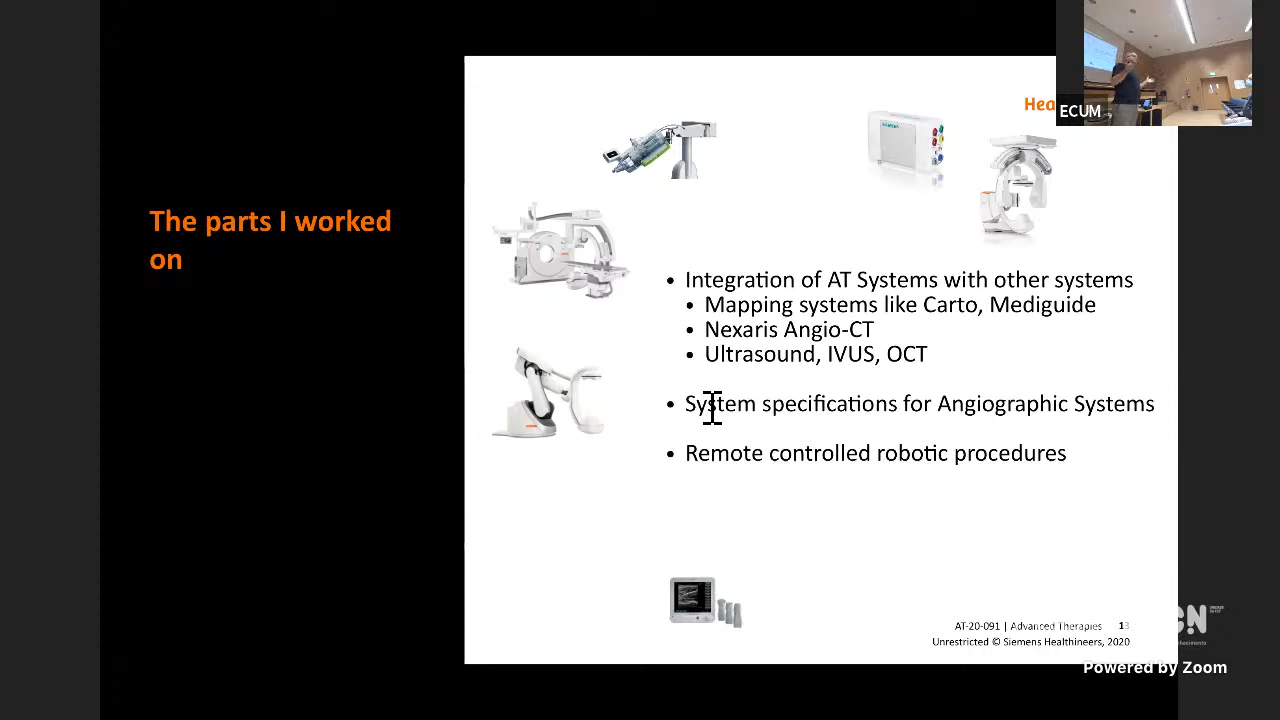 Hea
ECUM
The parts I worked
on
SIEMENS
• Integration of AT Systems with other systems
• Mapping systems like Carto, Mediguide
• Nexaris Angio-CT
• Ultrasound, IVUS, OCT
• System specifications for Angiographic Systems
• Remote controlled robotic procedures
AT-20-091 | Advanced Therapies 13
Unrestricted © Siemens Healthineers, 2020
Powered by Zoom